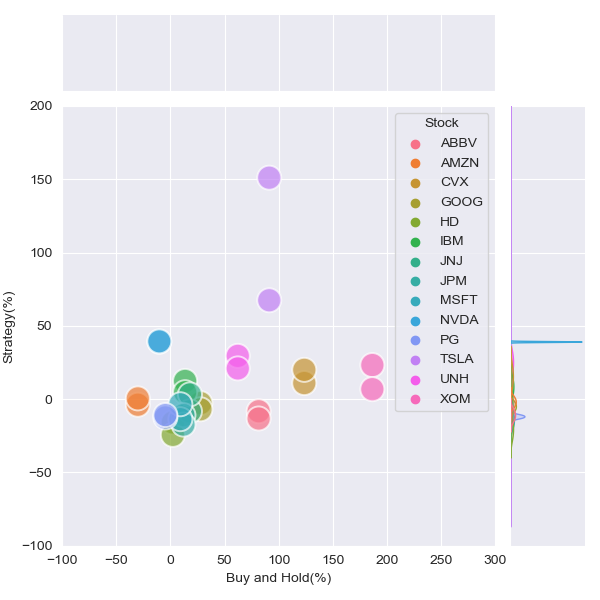 200
150
100
50
0
−50
−100
Strategy(%)
−100
−50
0
50
100
150
200
250
300
Buy and Hold(%)
Stock
ABBV
AMZN
CVX
GOOG
HD
IBM
JNJ
JPM
MSFT
NVDA
PG
TSLA
UNH
XOM